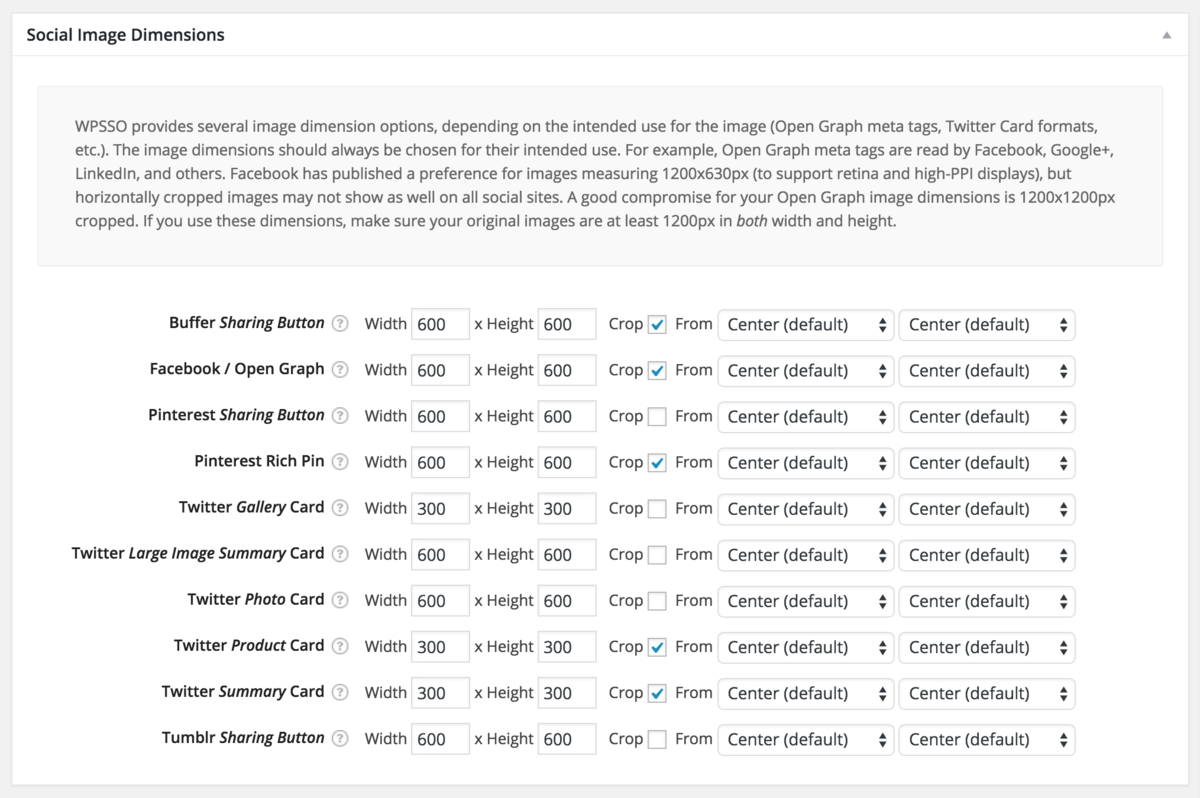 Social Image Dimensions
WPSSO provides several image dimension options, depending on the intended use for the image (Open Graph meta tags, Twitter Card formats,
etc.). The image dimensions should always be chosen for their intended use. For example, Open Graph meta tags are read by Facebook, Google+,
LinkedIn, and others. Facebook has published a preference for images measuring 1200x630px (to support retina and high-PPI displays), but
horizontally cropped images may not show as well on all social sites. A good compromise for your Open Graph image dimensions is 1200x1200px
cropped. If you use these dimensions, make sure your original images are at least 1200px in both width and height.
Buffer Sharing Button ? Width 600 x Height 600 Crop From Center (default) Center (default)
Facebook / Open Graph ? Width 600 x Height 600 Crop From Center (default) Center (default)
Pinterest Sharing Button ? Width 600 x Height 600 Crop From Center (default) Center (default)
Pinterest Rich Pin ? Width 600 x Height 600 Crop From Center (default) Center (default)
Twitter Gallery Card ? Width 300 x Height 300 Crop From Center (default) Center (default)
Twitter Large Image Summary Card ? Width 600 x Height 600 Crop From Center (default) Center (default)
Twitter Photo Card ? Width 600 x Height 600 Crop From Center (default) Center (default)
Twitter Product Card ? Width 300 x Height 300 Crop From Center (default) Center (default)
Twitter Summary Card ? Width 300 x Height 300 Crop From Center (default) Center (default)
Tumblr Sharing Button ? Width 600 x Height 600 Crop From Center (default) Center (default)